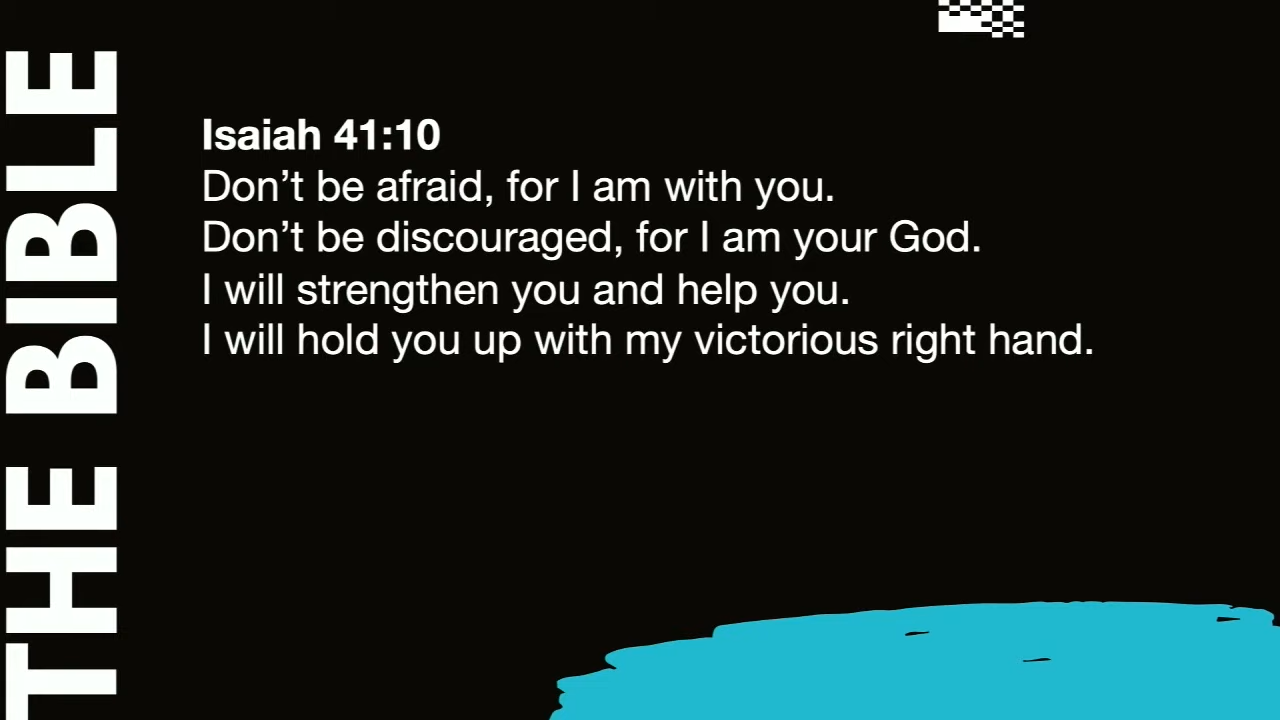 THE BIBLE
Isaiah 41:10
Don’t be afraid, for I am with you.
Don’t be discouraged, for I am your God.
I will strengthen you and help you.
I will hold you up with my victorious right hand.